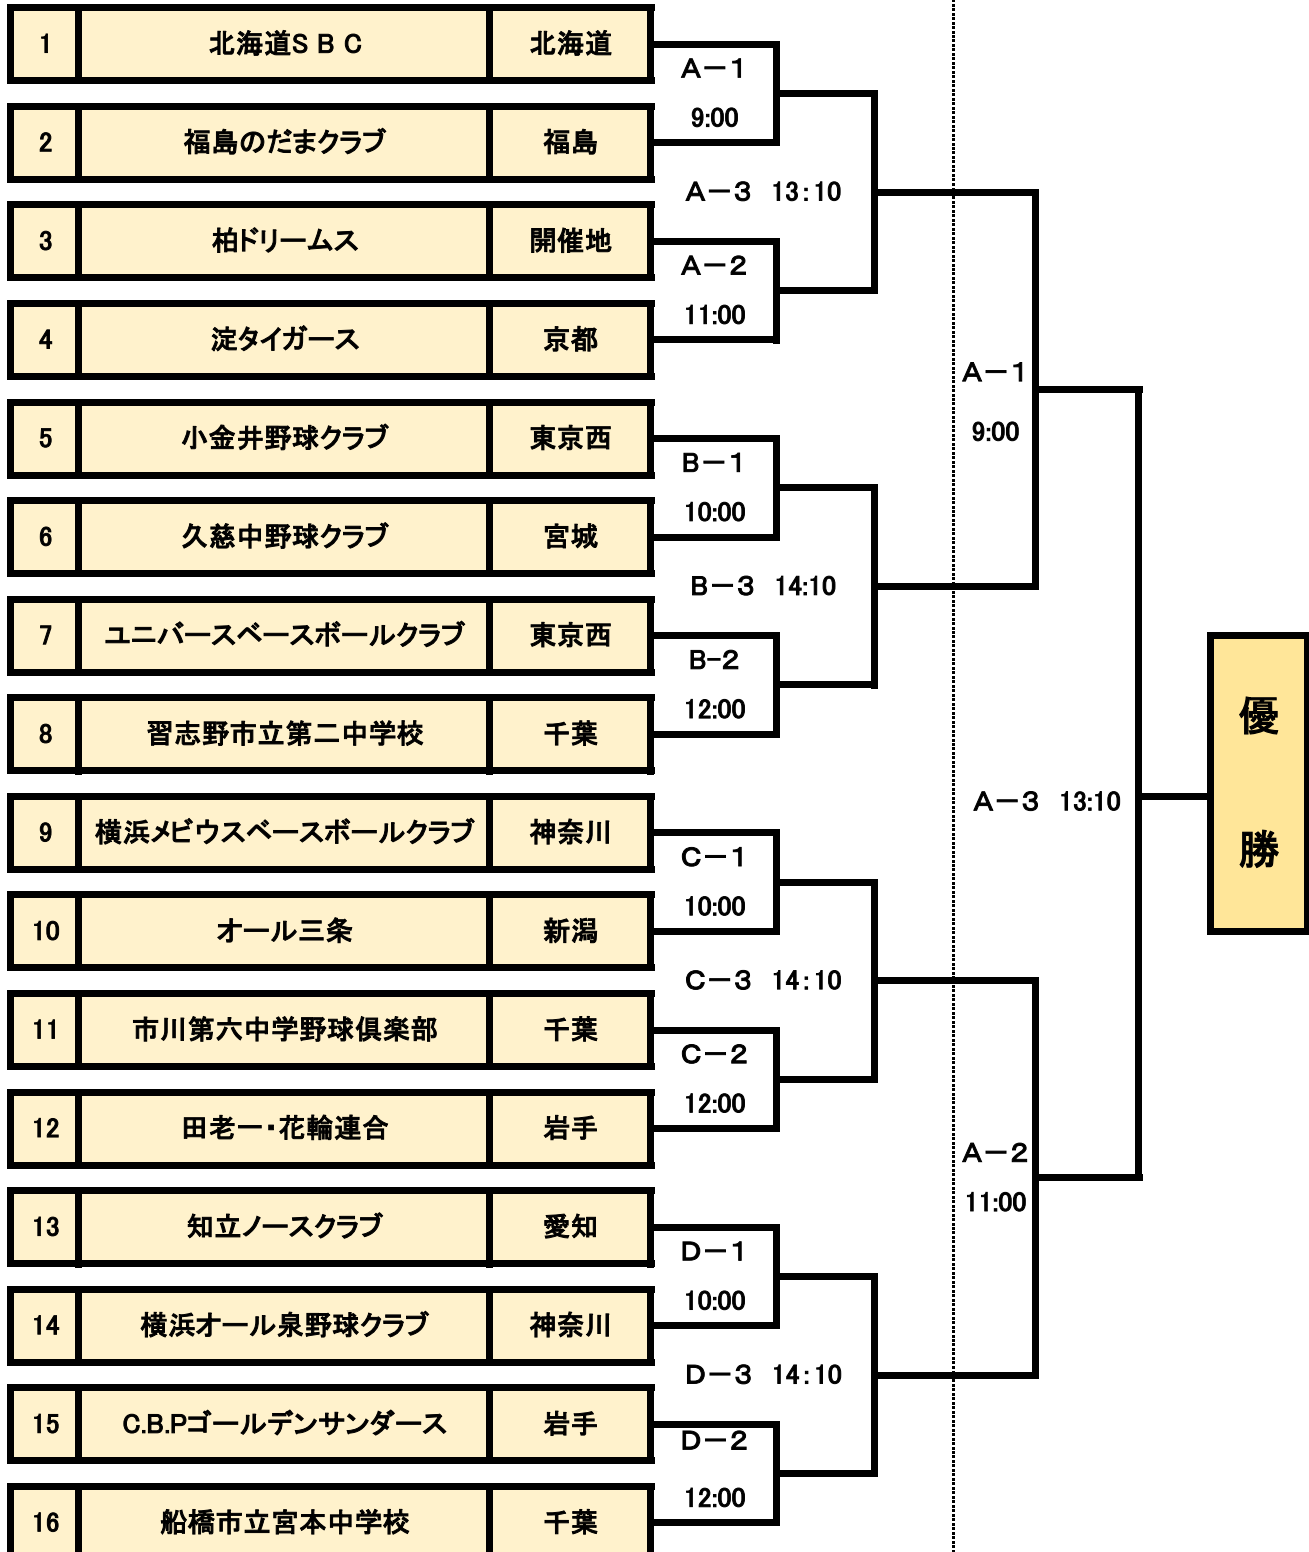 1 北海道SBC 北海道
A－1
9:00
2 福島のだまクラブ 福島
A－3 13:10
3 柏ドリームス 開催地
A－2
11:00
4 淀タイガース 京都
A－1
9:00
5 小金井野球クラブ 東京西
B－1
10:00
6 久慈中野球クラブ 宮城
B－3 14:10
7 ユニバースベースボールクラブ 東京西
B-2
12:00
8 習志野市立第二中学校 千葉
優勝
A－3 13:10
9 横浜メビウスベースボールクラブ 神奈川
C－1
10:00
10 オール三条 新潟
C－3 14:10
11 市川第六中学野球倶楽部 千葉
C－2
12:00
12 田老一・花輪連合 岩手
A－2
11:00
13 知立ノースクラブ 愛知
D－1
10:00
14 横浜オール泉野球クラブ 神奈川
D－3 14:10
15 C.B.Pゴールデンサンダース 岩手
D－2
12:00
16 船橋市立宮本中学校 千葉